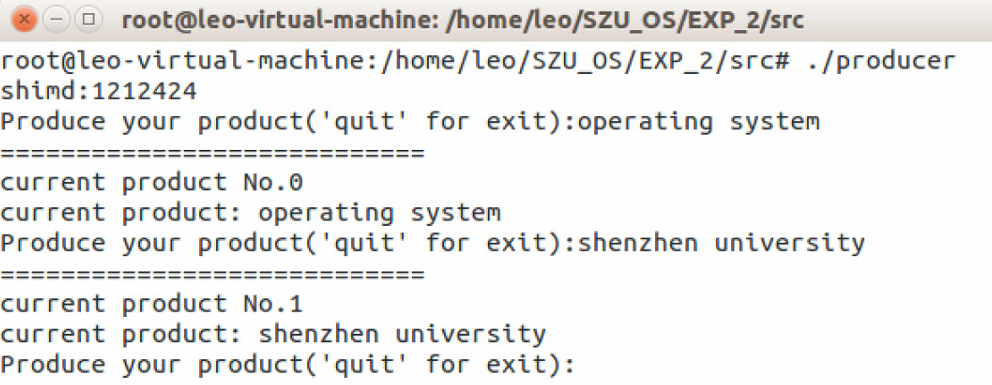 root@leo-virtual-machine: /home/leo/SZU_OS/EXP_2/src
root@leo-virtual-machine:/home/leo/SZU_OS/EXP_2/src# ./producer
shimd:1212424
Produce your product('quit' for exit):operating system
============================
current product No.0
current product: operating system
Produce your product('quit' for exit):shenzhen university
============================
current product No.1
current product: shenzhen university
Produce your product('quit' for exit):